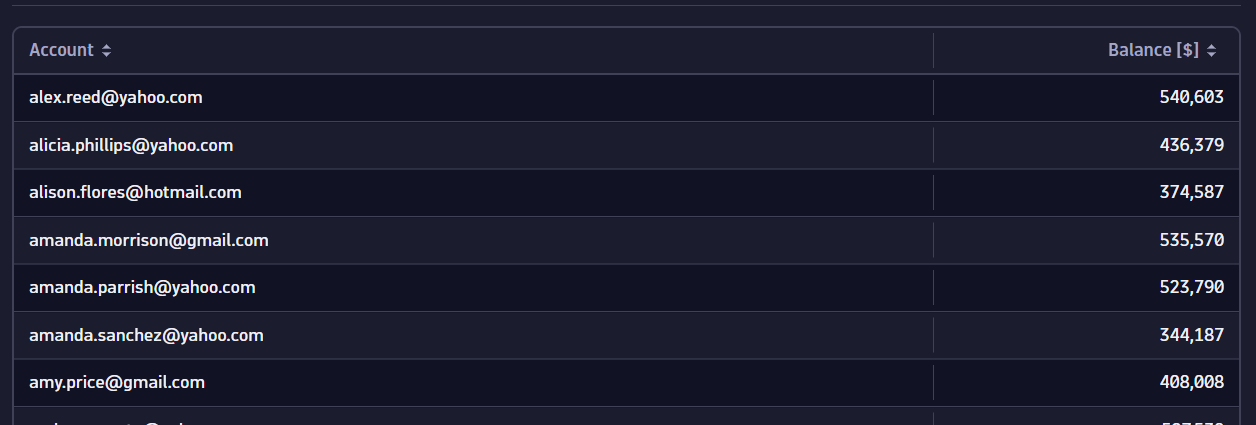 Account Balance [$]
alex.reed@yahoo.com 540,603
alicia.phillips@yahoo.com 436,379
alison.flores@hotmail.com 374,587
amanda.morrison@gmail.com 535,570
amanda.parrish@yahoo.com 523,790
amanda.sanchez@yahoo.com 344,187
amy.price@gmail.com 408,008